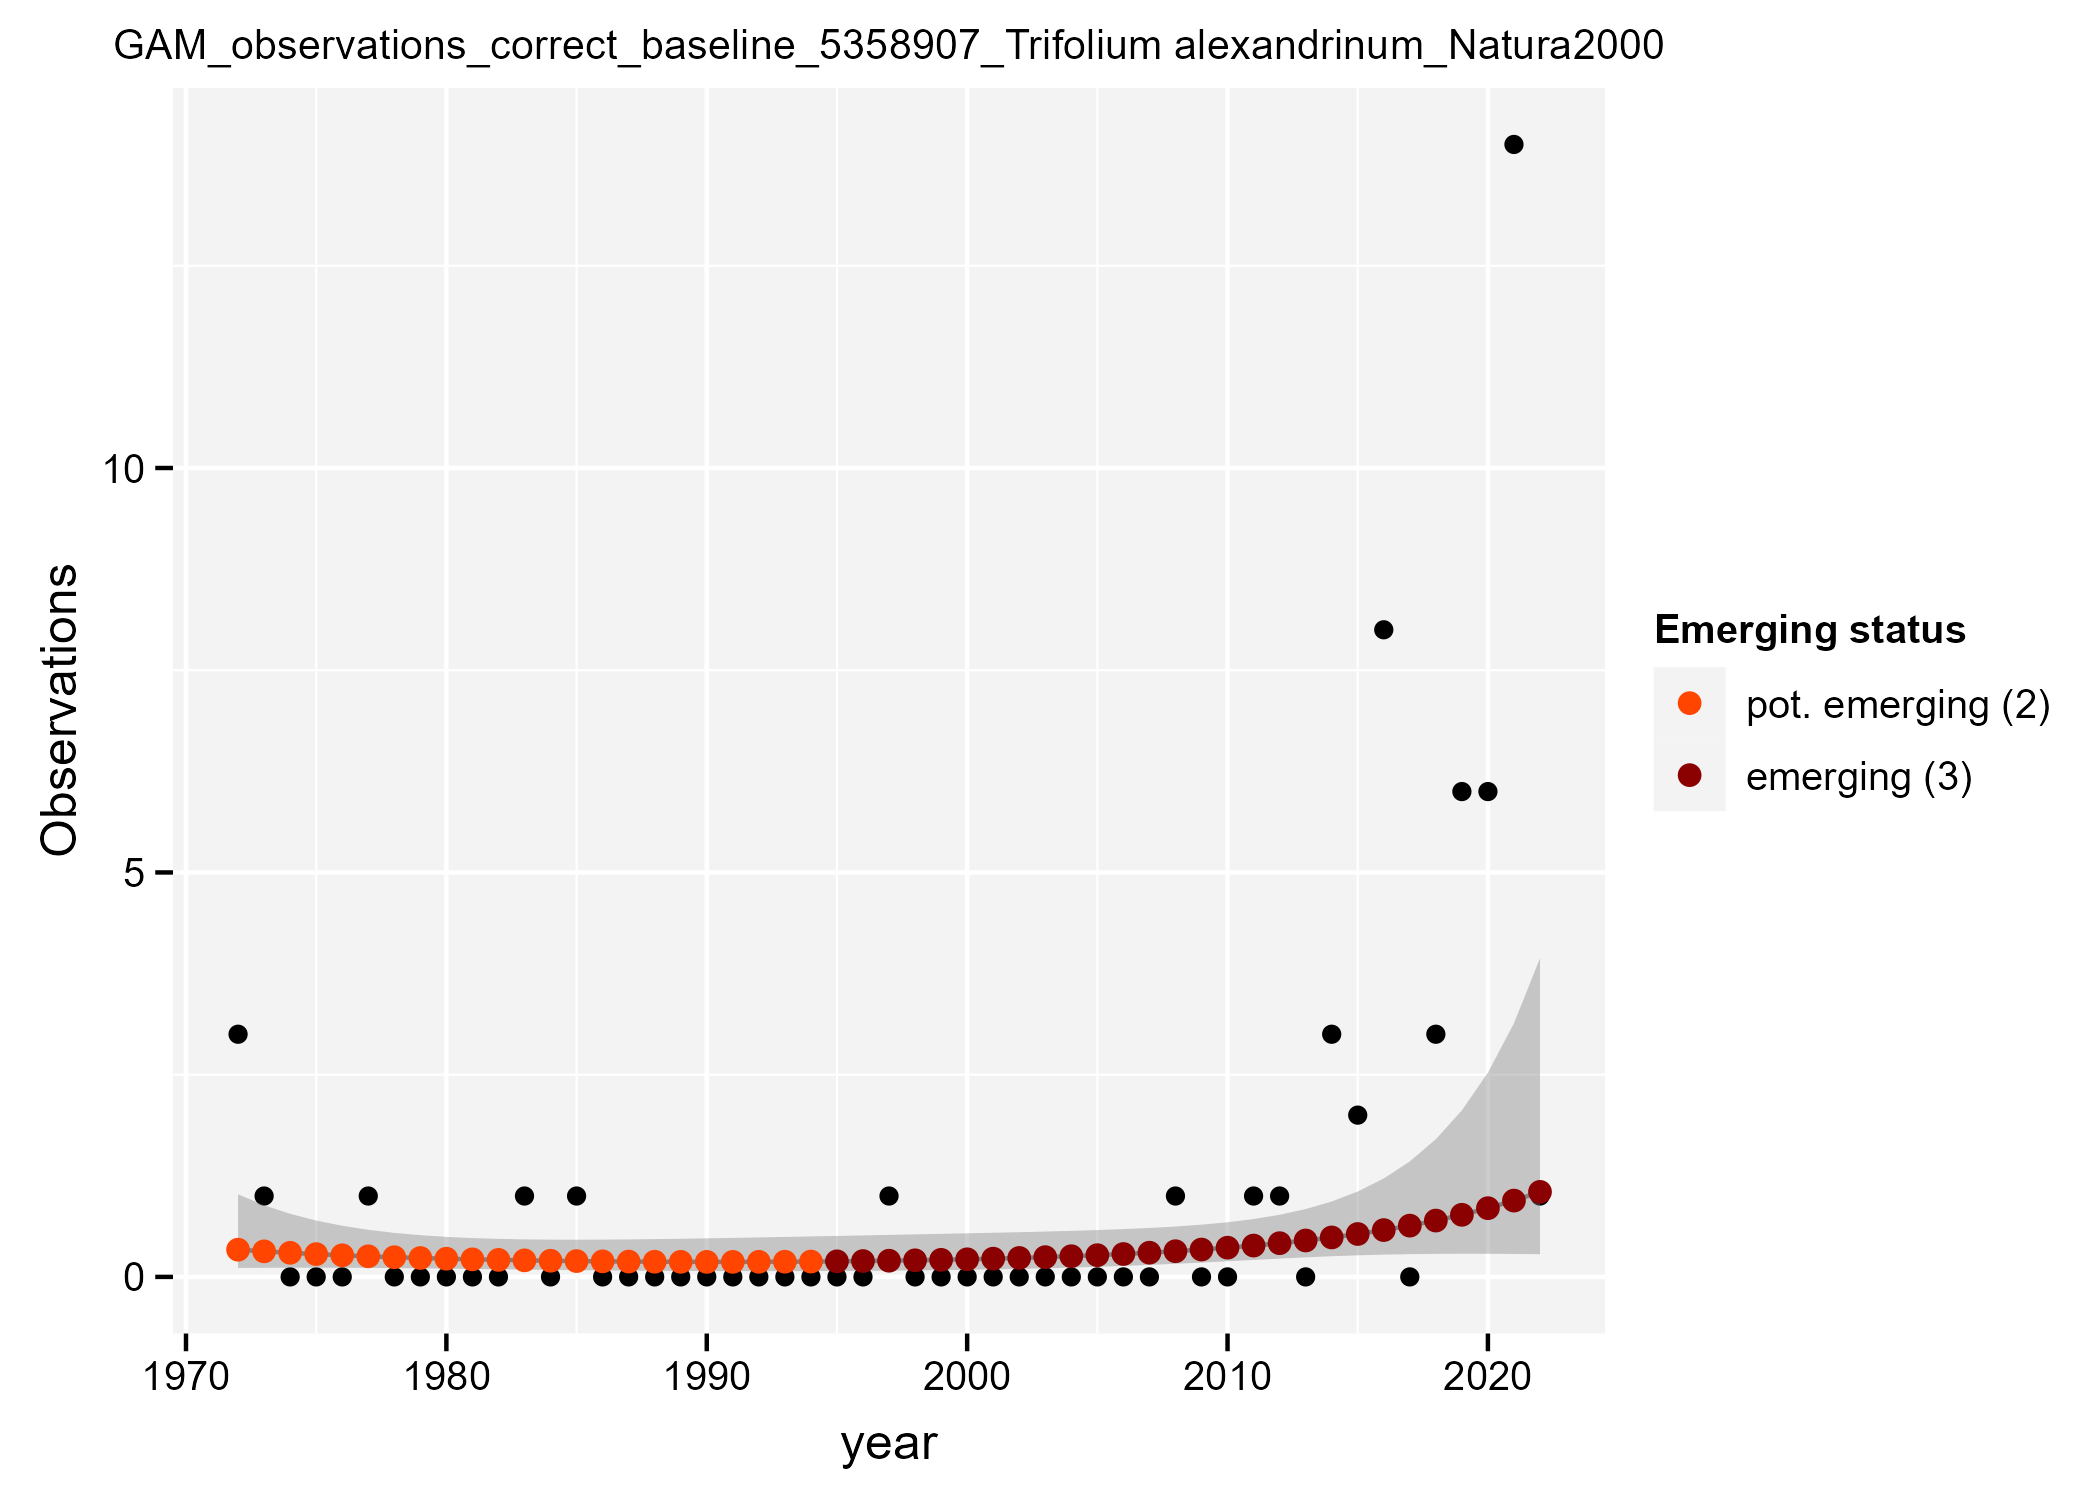 GAM_observations_correct_baseline_5358907_Trifolium alexandrinum_Natura2000
Observations
10
5
0
1970 1980 1990 2000 2010 2020
year
Emerging status
pot. emerging (2)
emerging (3)